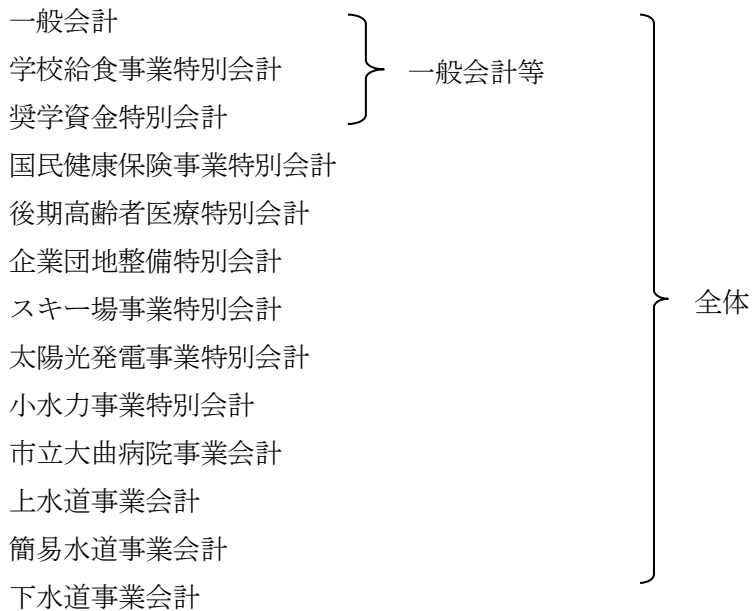 一般会計
学校給食事業特別会計
一般会計等
奨学資金特別会計
国民健康保険事業特別会計
後期高齢者医療特別会計
企業団地整備特別会計
スキー場事業特別会計
全体
太陽光発電事業特別会計
小水力事業特別会計
市立大曲病院事業会計
上水道事業会計
簡易水道事業会計
下水道事業会計